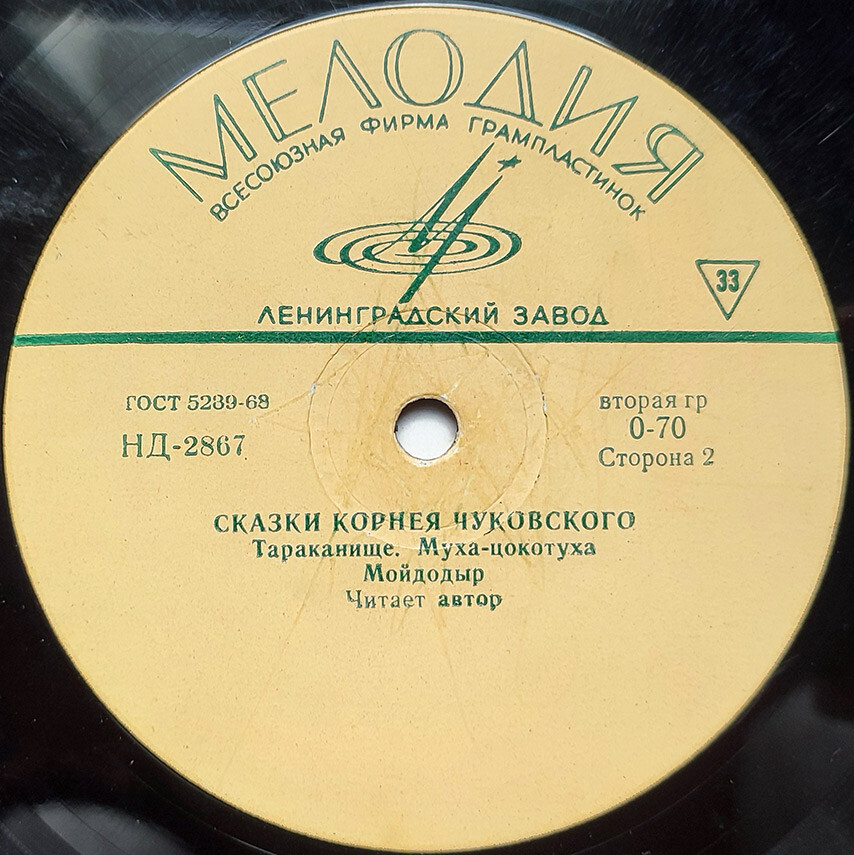 МЕЛОДИЯ
ВСЕСОЮЗНАЯ ФИРМА ГРАМПЛАСТИНОК
33
ЛЕНИНГРАДСКИЙ ЗАВОД
ГОСТ 5289-68
вторая гр
НД-2867
0-70
Сторона 2
СКАЗКИ КОРНЕЯ ЧУКОВСКОГО
Тараканище. Муха-цокотуха
Мойдодыр
Читает автор